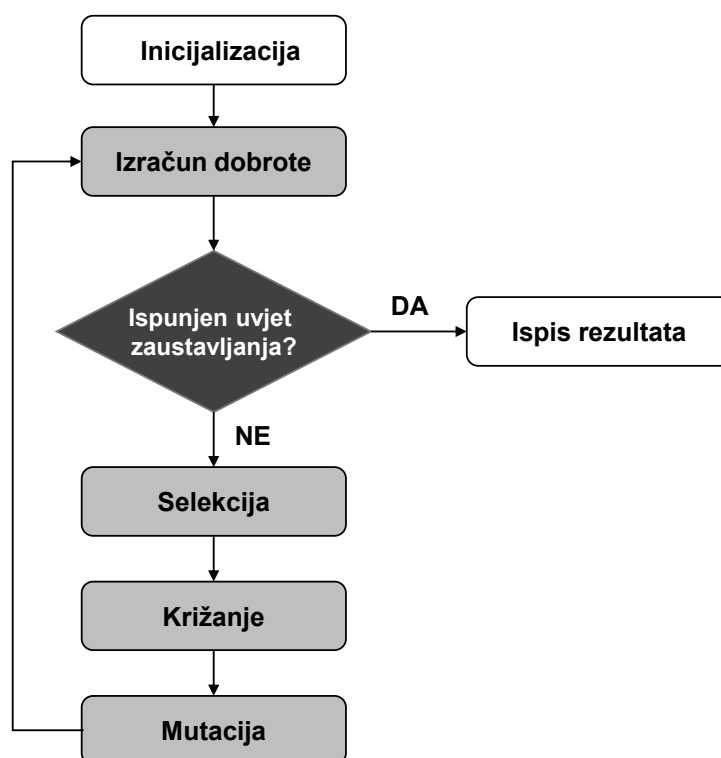 Inicijalizacija
Izračun dobrote
Ispunjen uvjet
zaustavljanja?
DA
Ispis rezultata
NE
Selekcija
Križanje
Mutacija